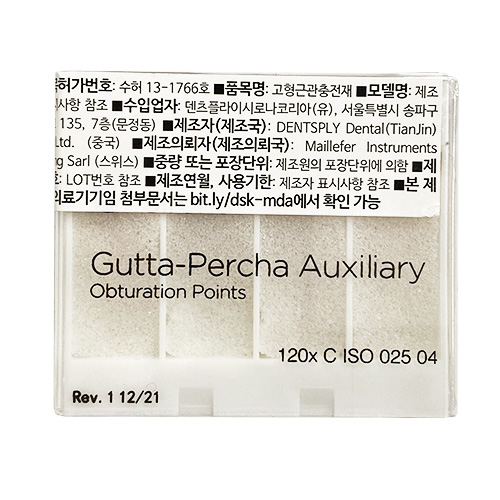 허가번호: 수허 13-1766호 ■품목명: 고형근관충전재 ■모델명: 제조
사항 참조 ■수입업자: 덴츠플라이시로나코리아(유), 서울특별시 송파구
135, 7층(문정동) ■제조자(제조국): DENTSPLY Dental(TianJin)
Ltd. (중국) ■제조의뢰자(제조의뢰국): Maillefer Instruments
g Sarl (스위스) ■중량 또는 포장단위: 제조원의 포장단위에 의함 ■제
호: LOT번호 참조 ■제조연월, 사용기한: 제조자 표시사항 참조 ■본 제
의료기기임 첨부문서는 bit.ly/dsk-mda에서 확인 가능
Gutta-Percha Auxiliary
Obturation Points
120x C ISO 025 04
Rev. 1 12/21